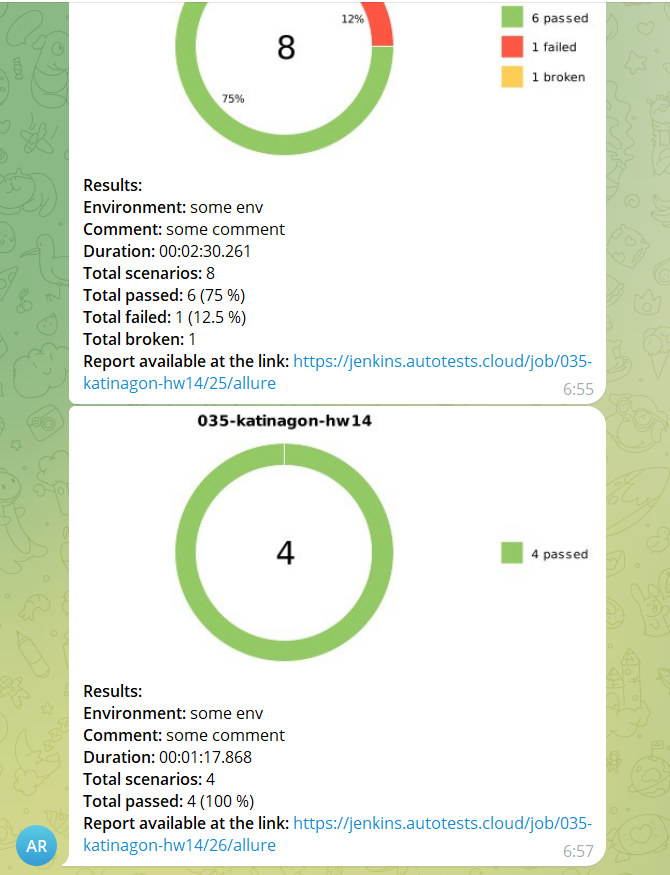 12%
8
75%
6 passed
1 failed
1 broken
Results:
Environment: some env
Comment: some comment
Duration: 00:02:30.261
Total scenarios: 8
Total passed: 6 (75 %)
Total failed: 1 (12.5 %)
Total broken: 1
Report available at the link: https://jenkins.autotests.cloud/job/035-
katinagon-hw14/25/allure
6:55
035-katinagon-hw14
4
4 passed
Results:
Environment: some env
Comment: some comment
Duration: 00:01:17.868
Total scenarios: 4
Total passed: 4 (100 %)
Report available at the link: https://jenkins.autotests.cloud/job/035-
katinagon-hw14/26/allure
6:57
AR